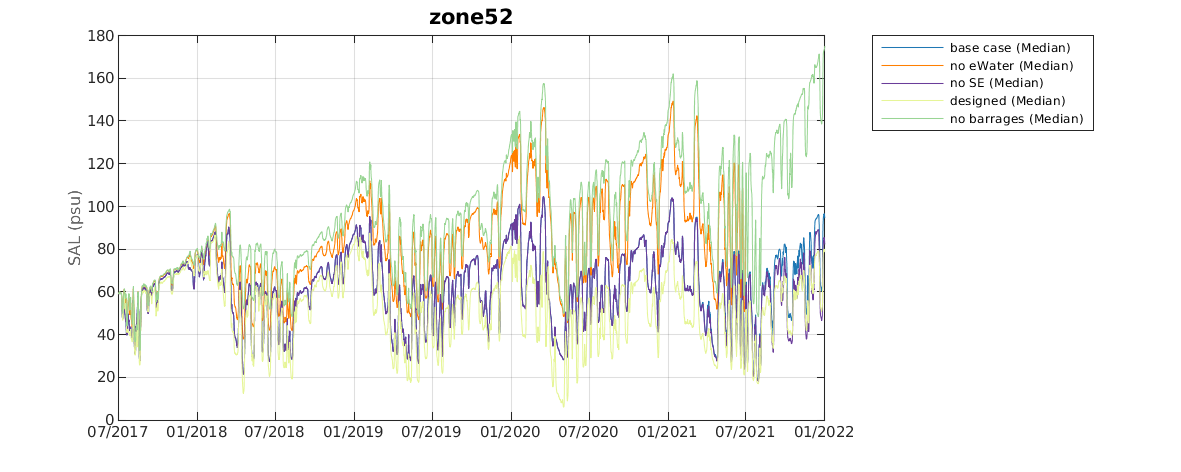 zone52
SAL (psu)
180
160
140
120
100
80
60
40
20
0
07/2017 01/2018 07/2018 01/2019 07/2019 01/2020 07/2020 01/2021 07/2021 01/2022
base case (Median)
no eWater (Median)
no SE (Median)
designed (Median)
no barrages (Median)